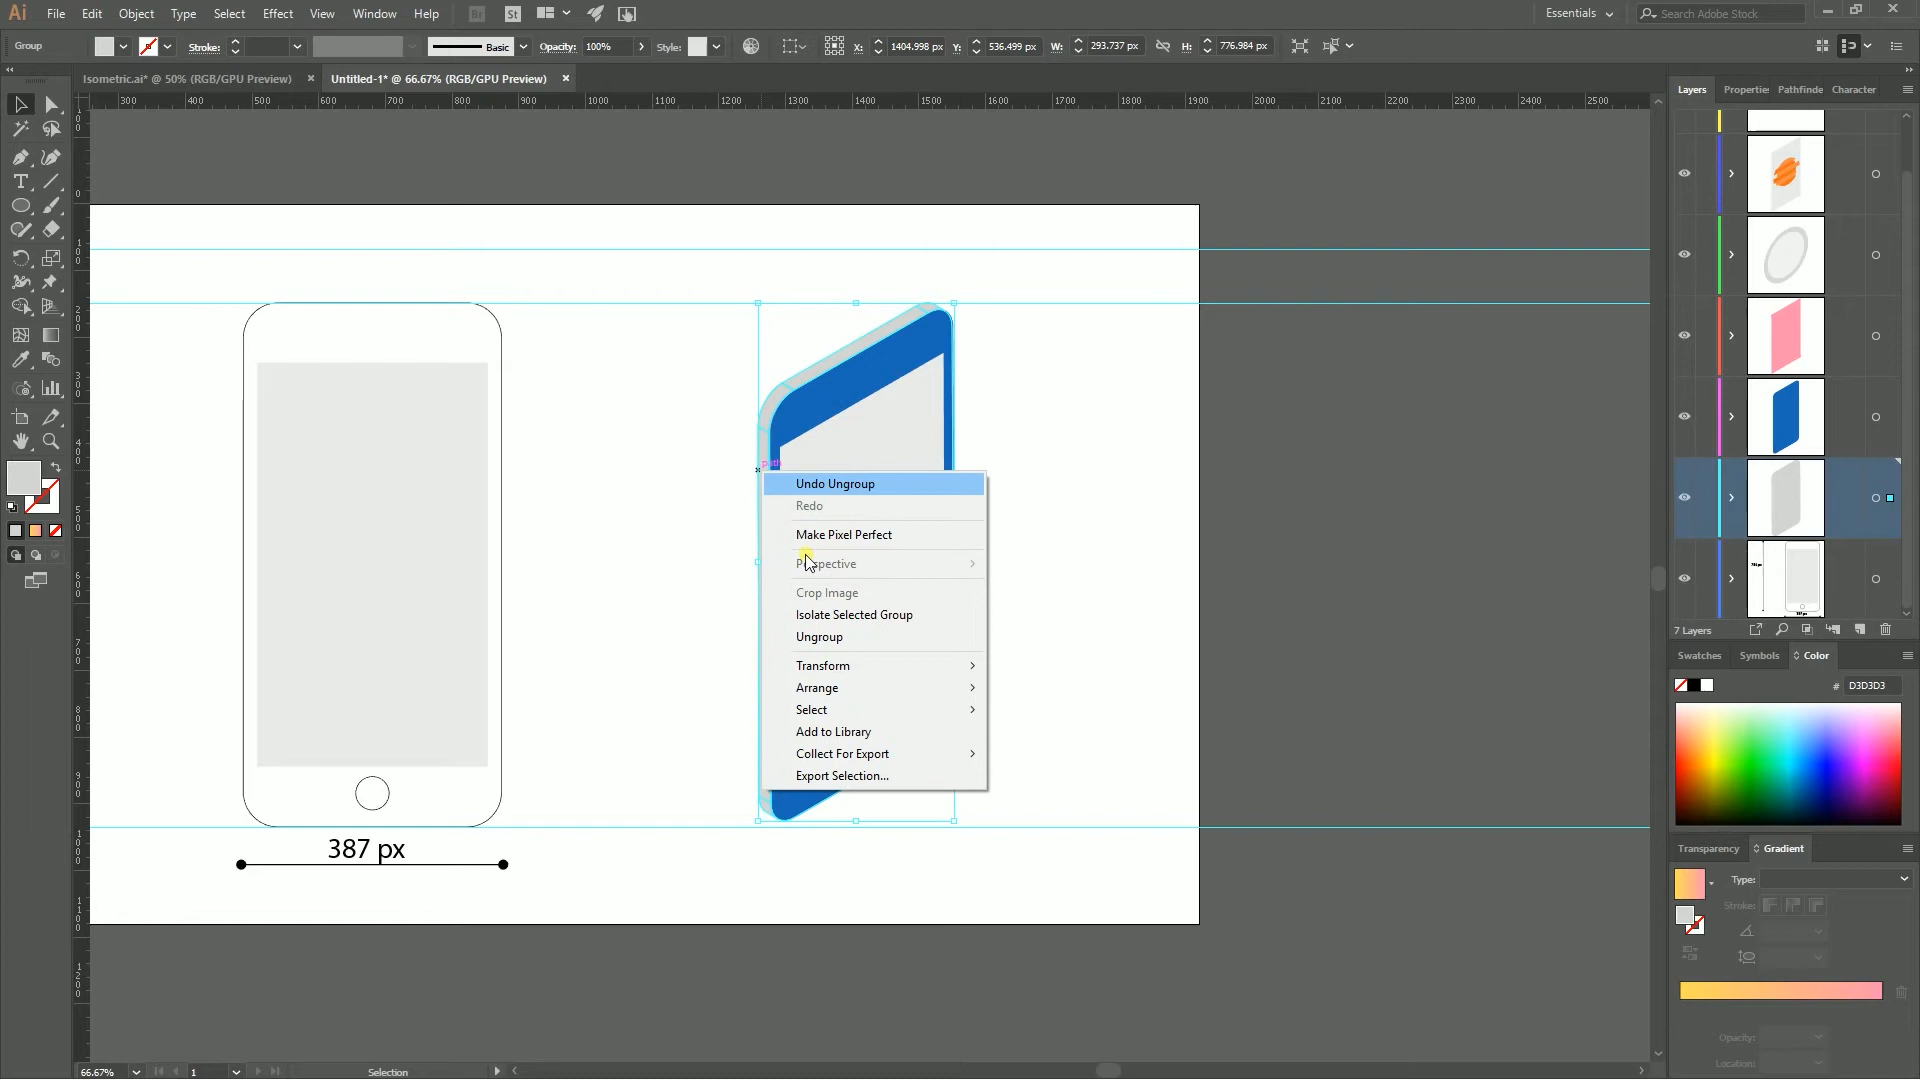 Ai File Edit Object Type Select Effect View Window Help Br St Essentials Search Adobe Stock
Group Stroke: Basic Opacity: 100% Style: X: 1404.998 px Y: 536.499 px W: 293.737 px H: 776.984 px
Isometric.ai* @ 50% (RGB/GPU Preview) × Untitled-1* @ 66.67% (RGB/GPU Preview) ×
Layers Properties Pathfinde Character
300 400 500 600 700 800 900 1000 1100 1200 1300 1400 1500 1600 1700 1800 1900 2000 2100 2200 2300 2400 2500
path
Undo Ungroup
Redo
Make Pixel Perfect
Perspective
Crop Image
Isolate Selected Group
Ungroup
Transform
Arrange
Select
Add to Library
Collect For Export
Export Selection...
387 px
7 Layers
Swatches Symbols Color
# D3D3D3
Transparency Gradient
Type:
Stroke:
Opacity:
Location:
66.67% 1 Selection